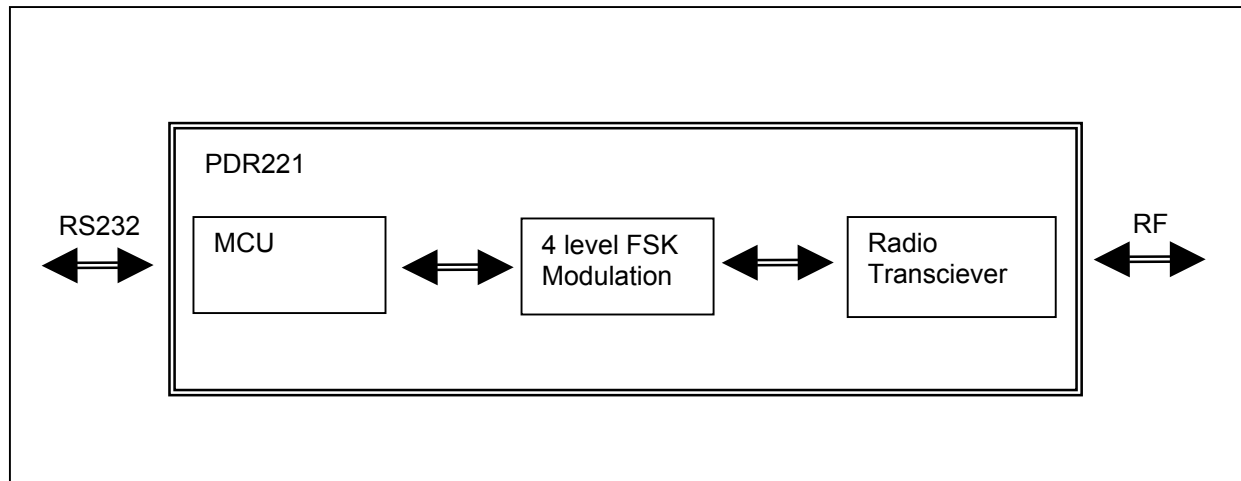 PDR221
RS232
MCU
4 level FSK
Modulation
Radio
Transciever
RF